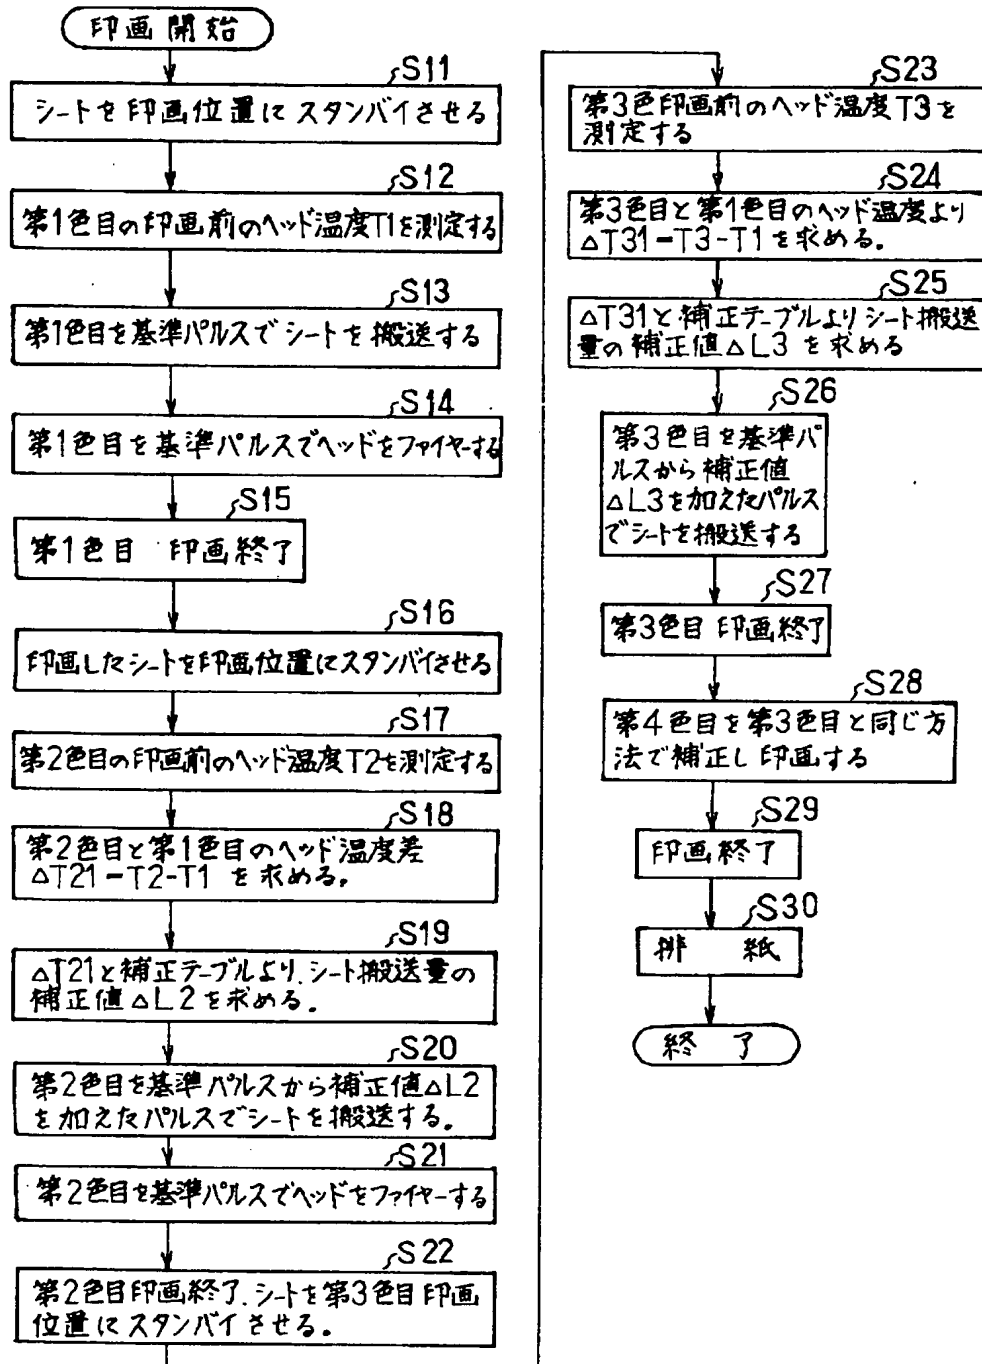 印画開始
S11
シートを印画位置にスタンバイさせる
S12
第1色目の印画前のヘッド温度T1を測定する
S13
第1色目を基準パルスでシートを搬送する
S14
第1色目を基準パルスでヘッドをファイヤーする
S15
第1色目 印画終了
S16
印画したシートを印画位置にスタンバイさせる
S17
第2色目の印画前のヘッド温度T2を測定する
S18
第2色目と第1色目のヘッド温度差
△T21=T2-T1 を求める。
S19
△T21と補正テーブルより、シート搬送量の
補正値△L2を求める。
S20
第2色目を基準パルスから補正値△L2
を加えたパルスでシートを搬送する。
S21
第2色目を基準パルスでヘッドをファイヤーする
S22
第2色目印画終了、シートを第3色目印画
位置にスタンバイさせる。
S23
第3色印画前のヘッド温度T3を
測定する
S24
第3色目と第1色目のヘッド温度より
△T31=T3-T1を求める。
S25
△T31と補正テーブルよりシート搬送
量の補正値△L3を求める
S26
第3色目を基準パ
ルスから補正値
△L3を加えたパルス
でシートを搬送する
S27
第3色目 印画終了
S28
第4色目を第3色目と同じ方
法で補正し印画する
S29
印画終了
S30
排 紙
終 了